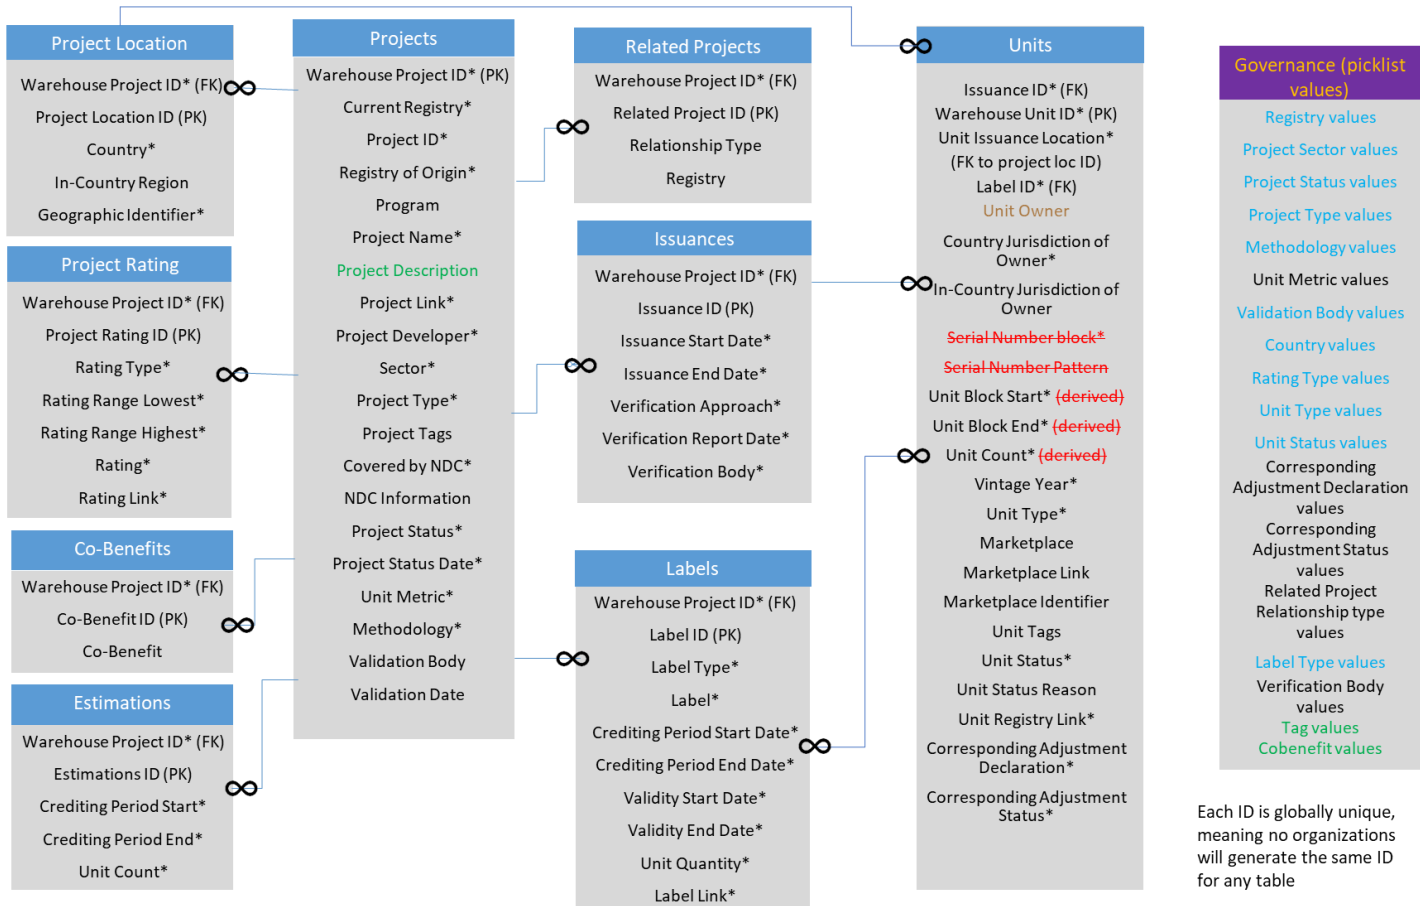 Project Location
Warehouse Project ID* (FK)
Project Location ID (PK)
Country*
In-Country Region
Geographic Identifier*
Project Rating
Warehouse Project ID* (FK)
Project Rating ID (PK)
Rating Type*
Rating Range Lowest*
Rating Range Highest*
Rating*
Rating Link*
Co-Benefits
Warehouse Project ID* (FK)
Co-Benefit ID (PK)
Co-Benefit
Estimations
Warehouse Project ID* (FK)
Estimations ID (PK)
Crediting Period Start*
Crediting Period End*
Unit Count*
Projects
Warehouse Project ID* (PK)
Current Registry*
Project ID*
Registry of Origin*
Program
Project Name*
Project Description
Project Link*
Project Developer*
Sector*
Project Type*
Project Tags
Covered by NDC*
NDC Information
Project Status*
Project Status Date*
Unit Metric*
Methodology*
Validation Body
Validation Date
Related Projects
Warehouse Project ID* (FK)
Related Project ID (PK)
Relationship Type
Registry
Issuances
Warehouse Project ID* (FK)
Issuance ID (PK)
Issuance Start Date*
Issuance End Date*
Verification Approach*
Verification Report Date*
Verification Body*
Labels
Warehouse Project ID* (FK)
Label ID (PK)
Label Type*
Label*
Crediting Period Start Date*
Crediting Period End Date*
Validity Start Date*
Validity End Date*
Unit Quantity*
Label Link*
Units
Issuance ID* (FK)
Warehouse Unit ID* (PK)
Unit Issuance Location*
(FK to project loc ID)
Label ID* (FK)
Unit Owner
Country Jurisdiction of
Owner*
In-Country Jurisdiction of
Owner
Serial Number block*
Serial Number Pattern
Unit Block Start* (derived)
Unit Block End* (derived)
Unit Count* (derived)
Vintage Year*
Unit Type*
Marketplace
Marketplace Link
Marketplace Identifier
Unit Tags
Unit Status*
Unit Status Reason
Unit Registry Link*
Corresponding Adjustment
Declaration*
Corresponding Adjustment
Status*
Governance (picklist
values)
Registry values
Project Sector values
Project Status values
Project Type values
Methodology values
Unit Metric values
Validation Body values
Country values
Rating Type values
Unit Type values
Unit Status values
Corresponding
Adjustment Declaration
values
Corresponding
Adjustment Status
values
Related Project
Relationship type
values
Label Type values
Verification Body
values
Tag values
Cobenefit values
Each ID is globally unique,
meaning no organizations
will generate the same ID
for any table